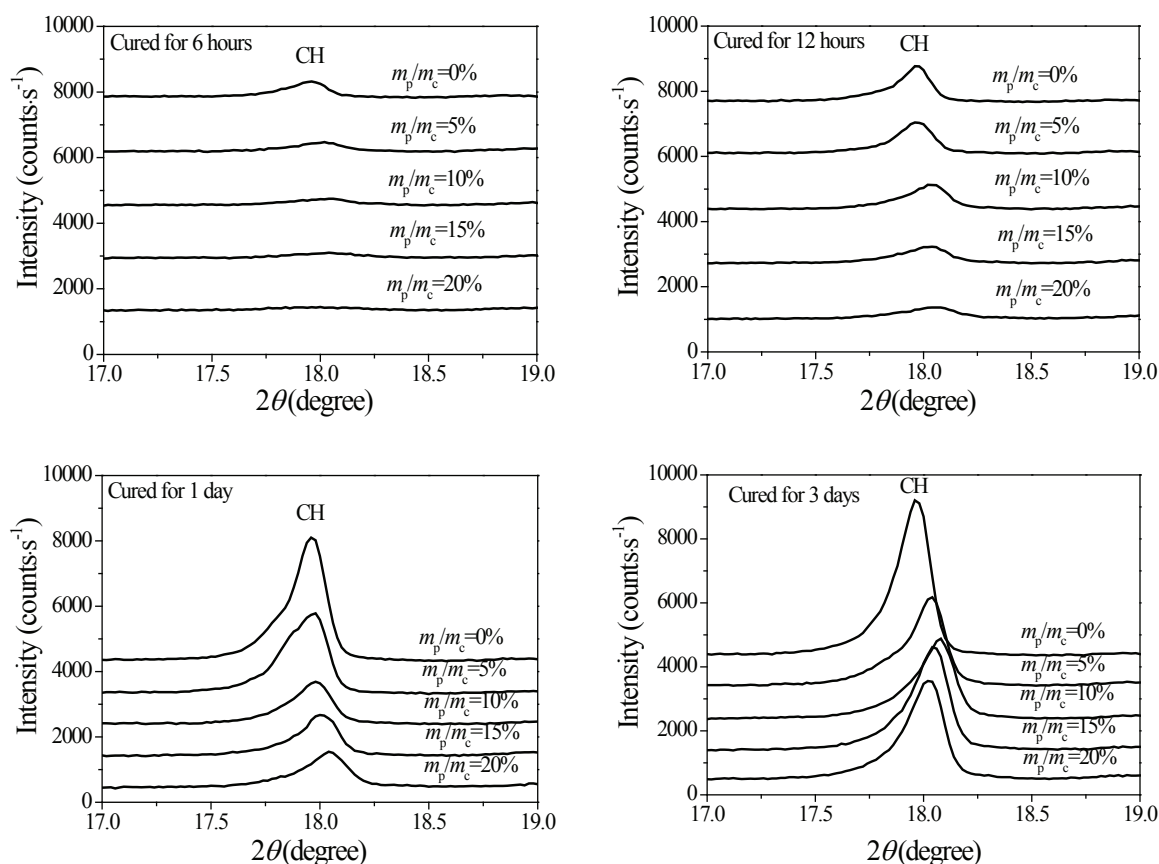 Cured for 6 hours
CH
m_p/m_c=0%
m_p/m_c=5%
m_p/m_c=10%
m_p/m_c=15%
m_p/m_c=20%
10000
8000
6000
4000
2000
0
Intensity (counts·s⁻¹)
17.0 17.5 18.0 18.5 19.0
2θ(degree)
Cured for 12 hours
CH
m_p/m_c=0%
m_p/m_c=5%
m_p/m_c=10%
m_p/m_c=15%
m_p/m_c=20%
10000
8000
6000
4000
2000
0
Intensity (counts·s⁻¹)
17.0 17.5 18.0 18.5 19.0
2θ(degree)
Cured for 1 day
CH
m_p/m_c=0%
m_p/m_c=5%
m_p/m_c=10%
m_p/m_c=15%
m_p/m_c=20%
10000
8000
6000
4000
2000
0
Intensity (counts·s⁻¹)
17.0 17.5 18.0 18.5 19.0
2θ(degree)
Cured for 3 days
CH
m_p/m_c=0%
m_p/m_c=5%
m_p/m_c=10%
m_p/m_c=15%
m_p/m_c=20%
10000
8000
6000
4000
2000
0
Intensity (counts·s⁻¹)
17.0 17.5 18.0 18.5 19.0
2θ(degree)